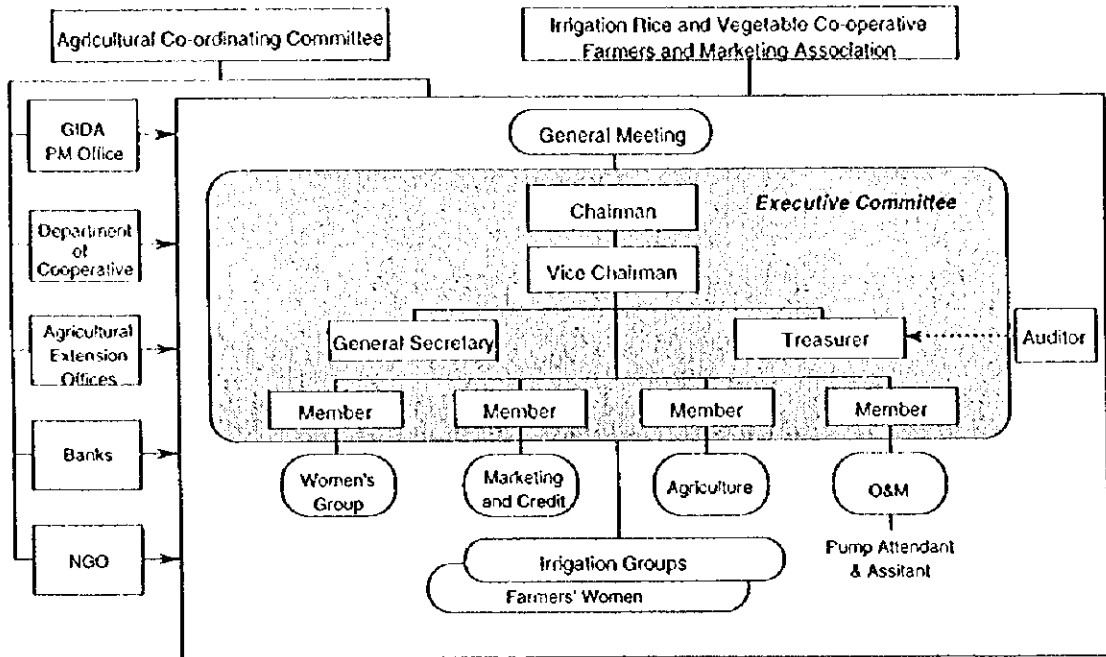 Agricultural Co-ordinating Committee
Irrigation Rice and Vegetable Co-operative
Farmers and Marketing Association
GIDA
PM Office
Department
of
Cooperative
Agricultural
Extension
Offices
Banks
NGO
General Meeting
Executive Committee
Chairman
Vice Chairman
General Secretary
Treasurer
Auditor
Member
Member
Member
Member
Women's
Group
Marketing
and Credit
Agriculture
O&M
Pump Attendant
& Assitant
Irrigation Groups
Farmers' Women